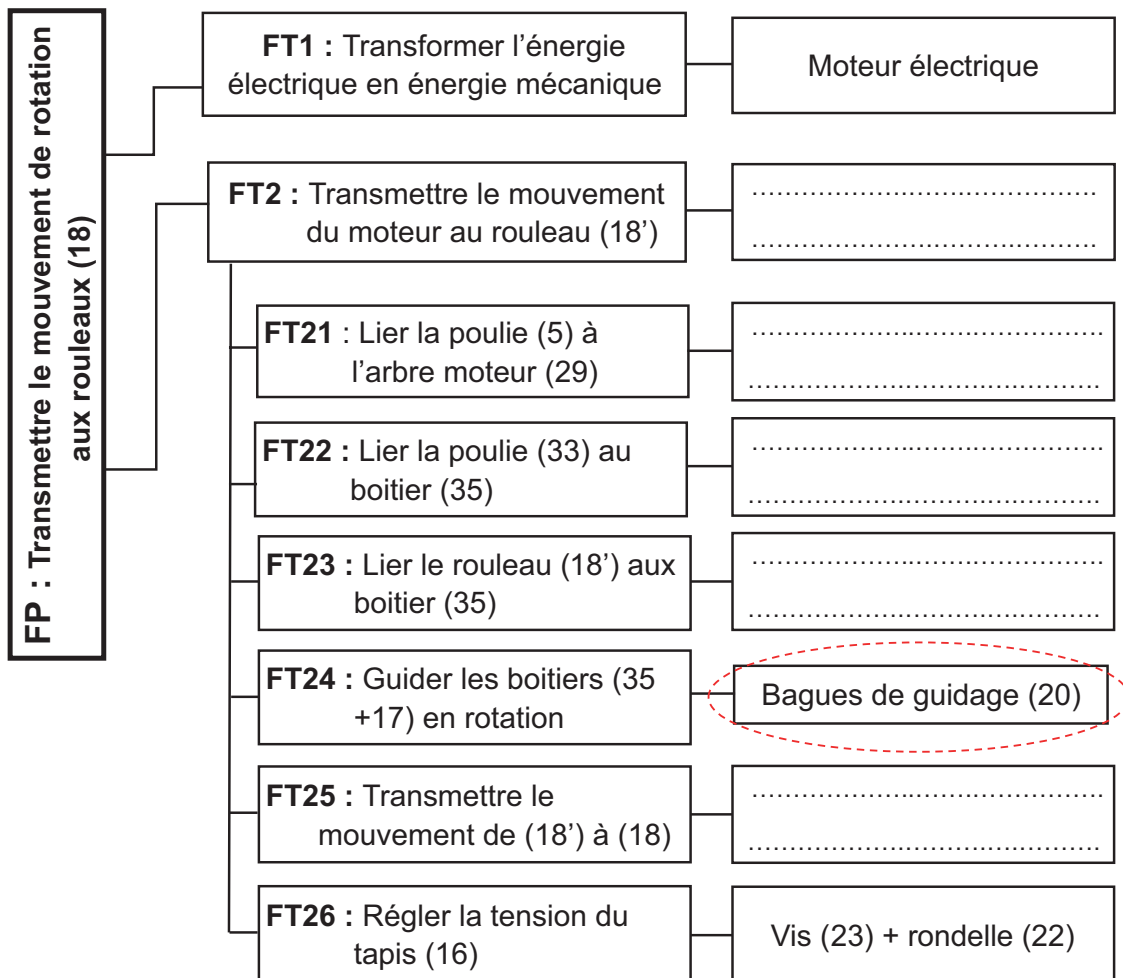 FP : Transmettre le mouvement de rotation
aux rouleaux (18)
FT1 : Transformer l’énergie
électrique en énergie mécanique
Moteur électrique
FT2 : Transmettre le mouvement
du moteur au rouleau (18’)
……………………………………
……………………………………
FT21 : Lier la poulie (5) à
l’arbre moteur (29)
……………………………………
……………………………………
FT22 : Lier la poulie (33) au
boitier (35)
……………………………………
……………………………………
FT23 : Lier le rouleau (18’) aux
boitier (35)
……………………………………
……………………………………
FT24 : Guider les boitiers (35
+17) en rotation
Bagues de guidage (20)
FT25 : Transmettre le
mouvement de (18’) à (18)
……………………………………
……………………………………
FT26 : Régler la tension du
tapis (16)
Vis (23) + rondelle (22)